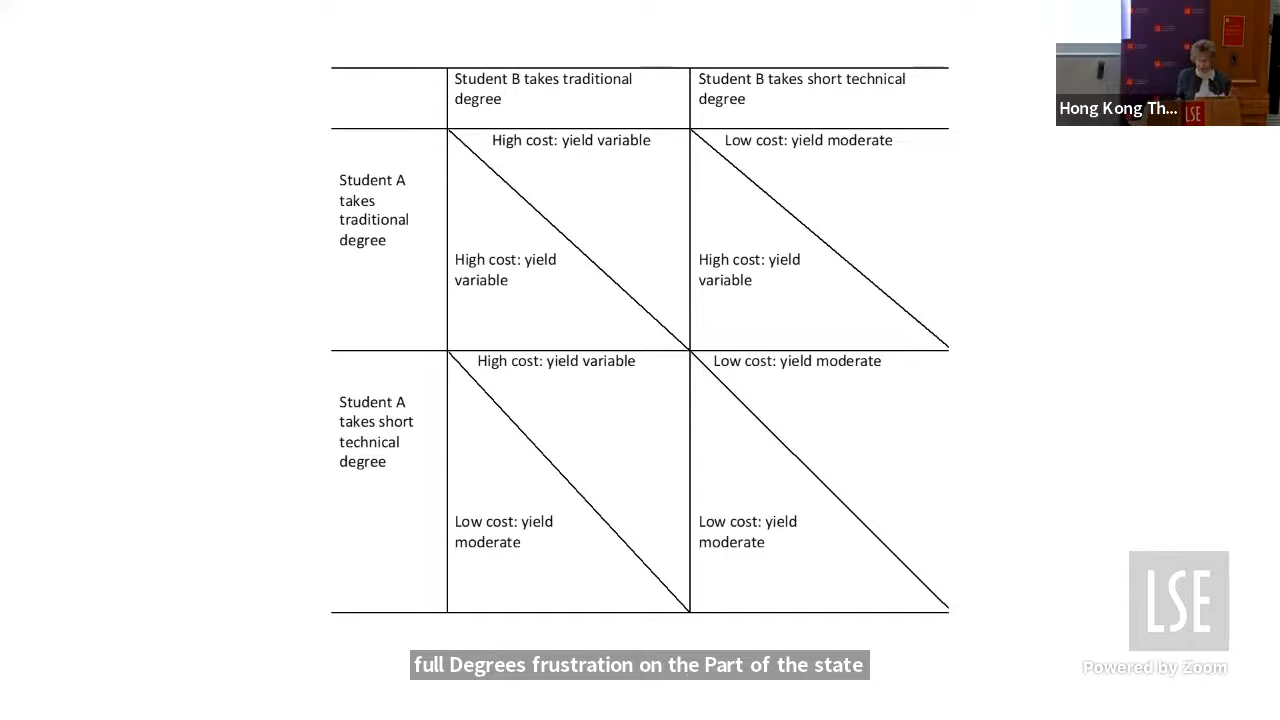 Student B takes traditional
degree
Student B takes short technical
degree
High cost: yield variable
Low cost: yield moderate
Student A
takes
traditional
degree
High cost: yield
variable
High cost: yield
variable
High cost: yield variable
Low cost: yield moderate
Student A
takes short
technical
degree
Low cost: yield
moderate
Low cost: yield
moderate
full Degrees frustration on the Part of the state
Hong Kong Th...
LSE
LSE
Powered by Zoom